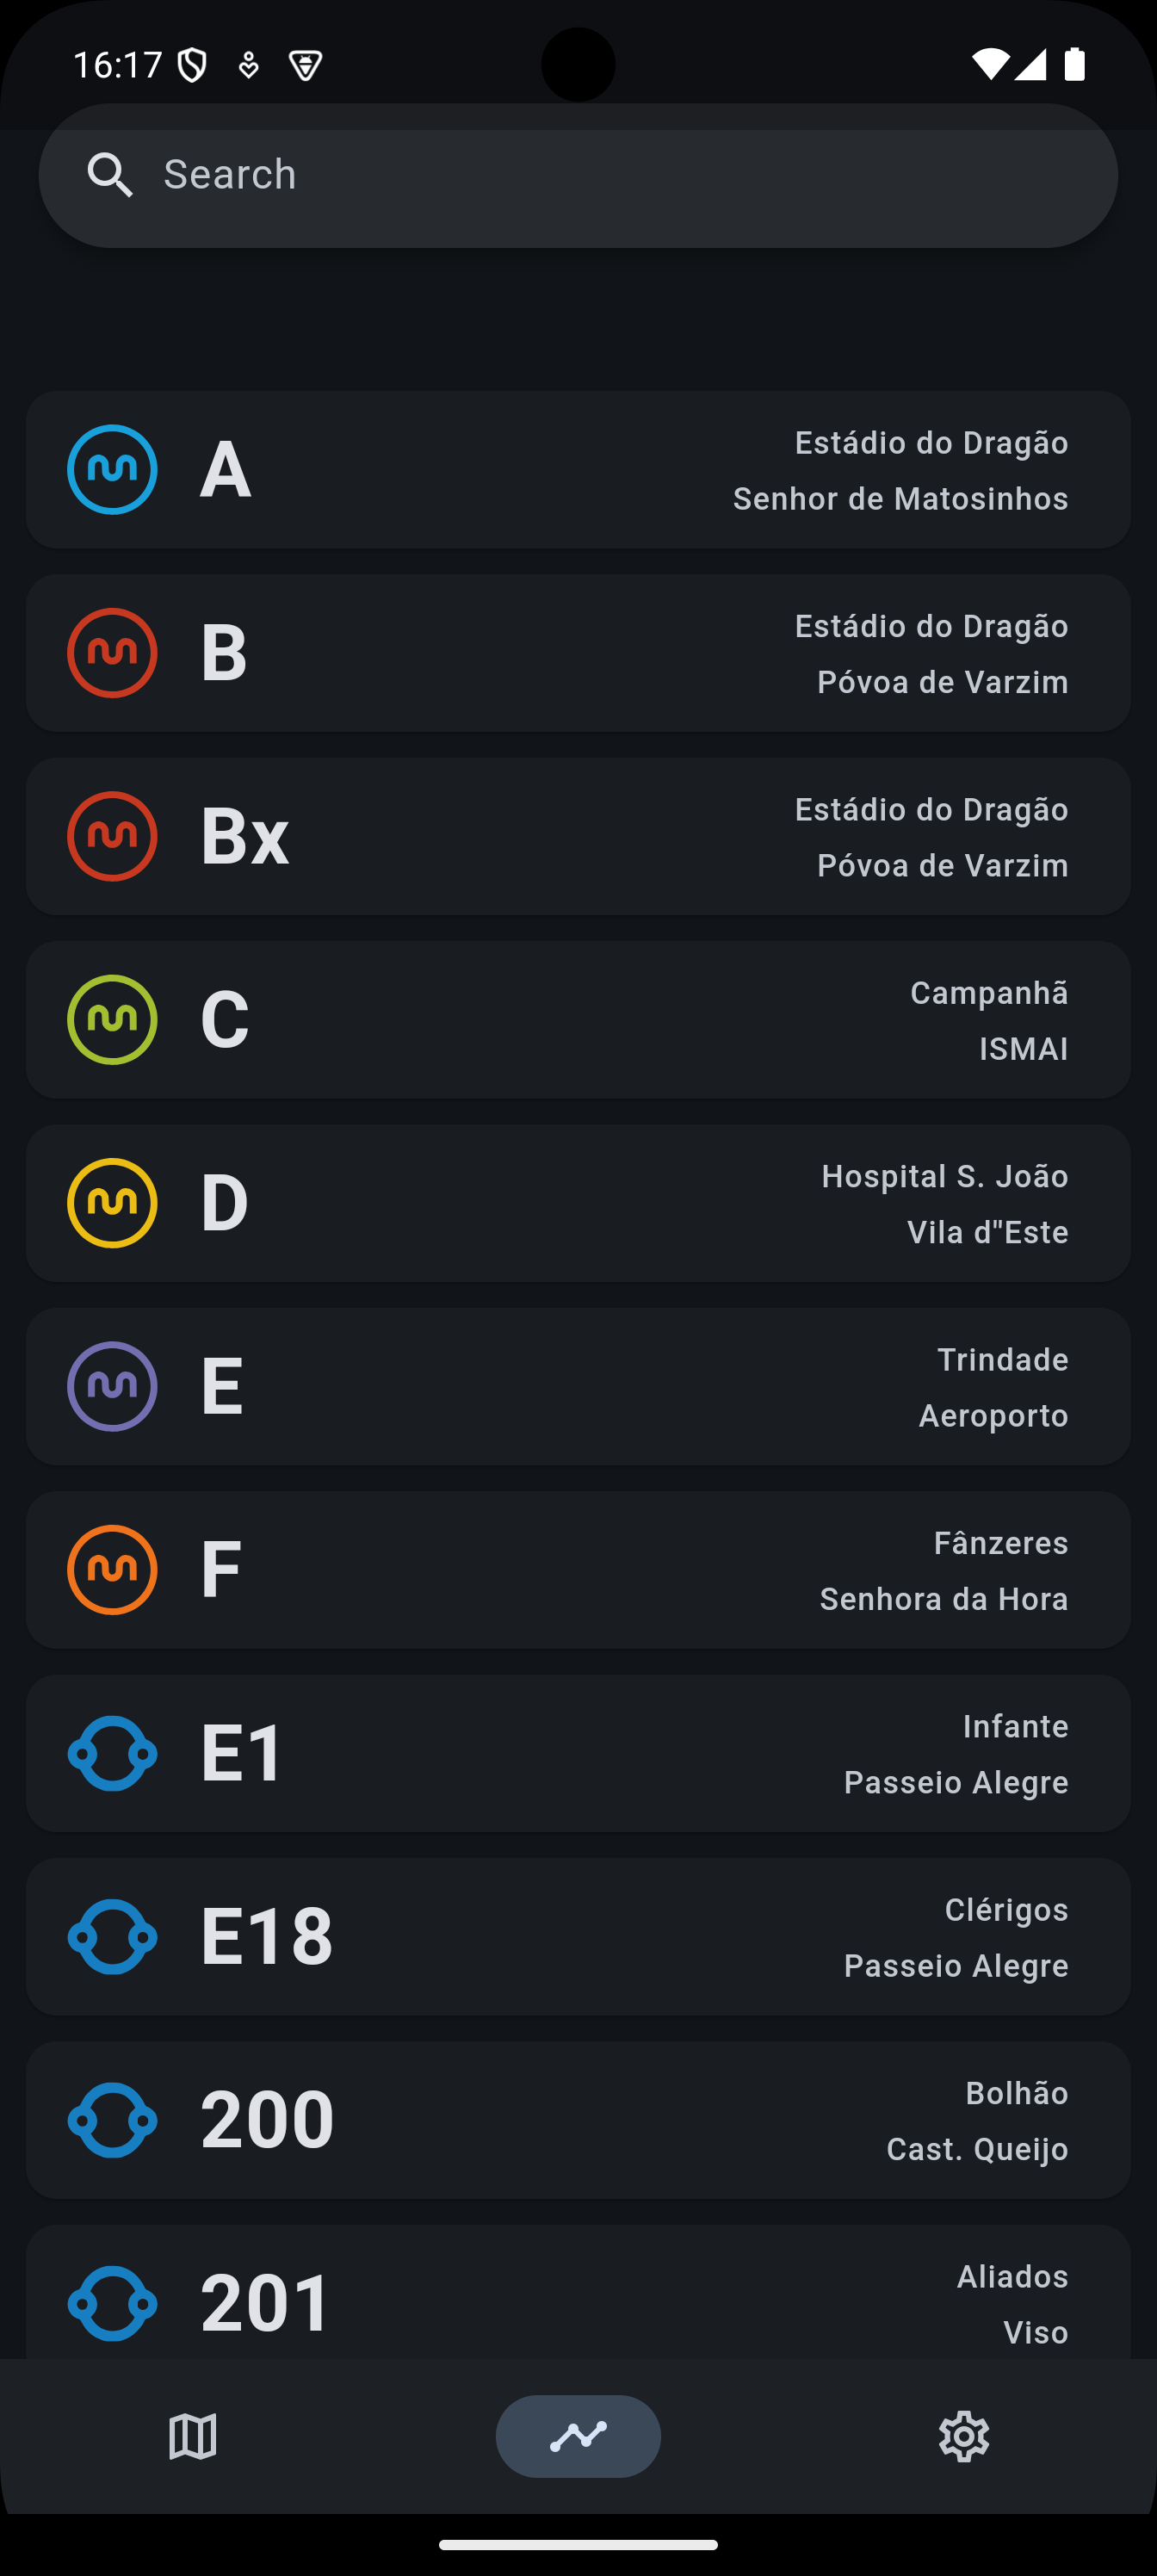 16:17
Search
A
Estádio do Dragão
Senhor de Matosinhos
B
Estádio do Dragão
Póvoa de Varzim
Bx
Estádio do Dragão
Póvoa de Varzim
C
Campanhã
ISMAI
D
Hospital S. João
Vila d"Este
E
Trindade
Aeroporto
F
Fânzeres
Senhora da Hora
E1
Infante
Passeio Alegre
E18
Clérigos
Passeio Alegre
200
Bolhão
Cast. Queijo
201
Aliados
Viso